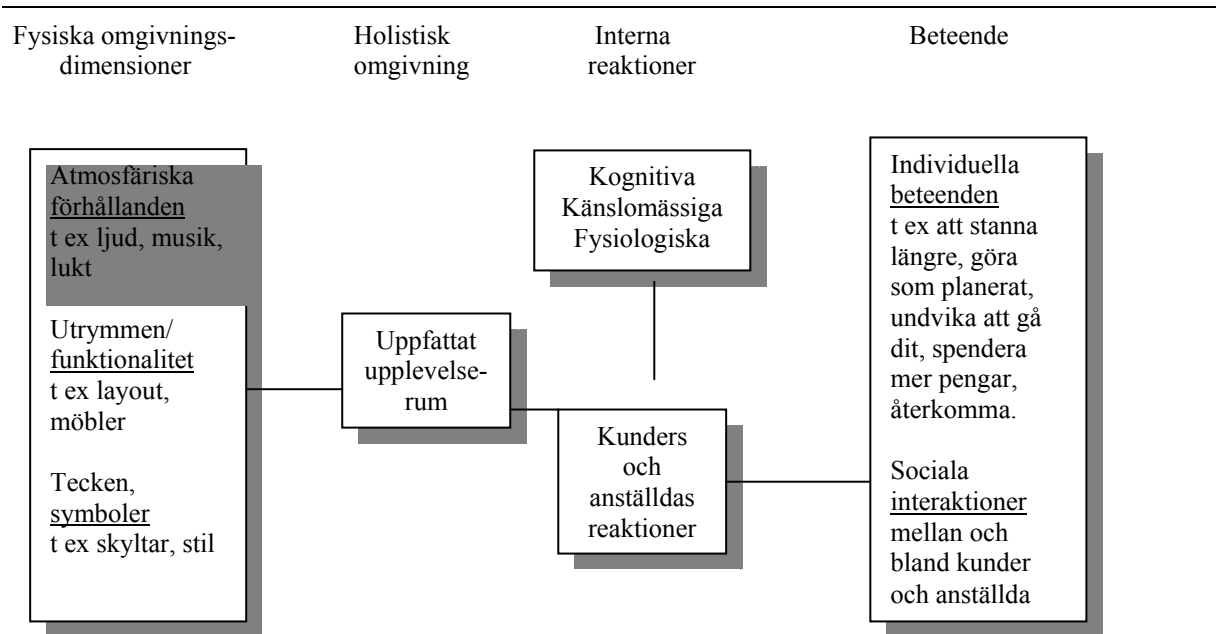 Fysiska omgivnings-
dimensioner
Holistisk
omgivning
Interna
reaktioner
Beteende
Atmosfäriska
förhållanden
t ex ljud, musik,
lukt
Utrymmen/
funktionalitet
t ex layout,
möbler
Tecken,
symboler
t ex skyltar, stil
Uppfattat
upplevelse-
rum
Kognitiva
Känslomässiga
Fysiologiska
Kunders
och
anställdas
reaktioner
Individuella
beteenden
t ex att stanna
längre, göra
som planerat,
undvika att gå
dit, spendera
mer pengar,
återkomma.
Sociala
interaktioner
mellan och
bland kunder
och anställda